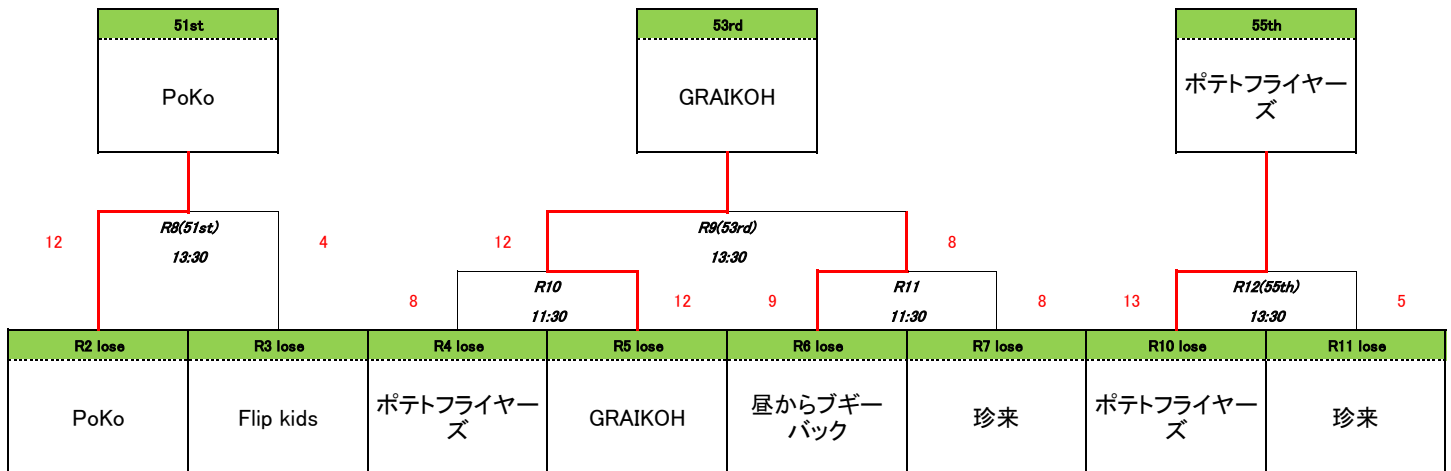 51st
53rd
55th
PoKo
GRAIKOH
ポテトフライヤー
ズ
R8(51st)
R9(53rd)
12
4
12
8
13:30
13:30
R10
R11
R12(55th)
8
12
9
8
13
5
11:30
11:30
13:30
R2 lose
R3 lose
R4 lose
R5 lose
R6 lose
R7 lose
R10 lose
R11 lose
PoKo
Flip kids
ポテトフライヤー
ズ
GRAIKOH
昼からブギー
バック
珍来
ポテトフライヤー
ズ
珍来